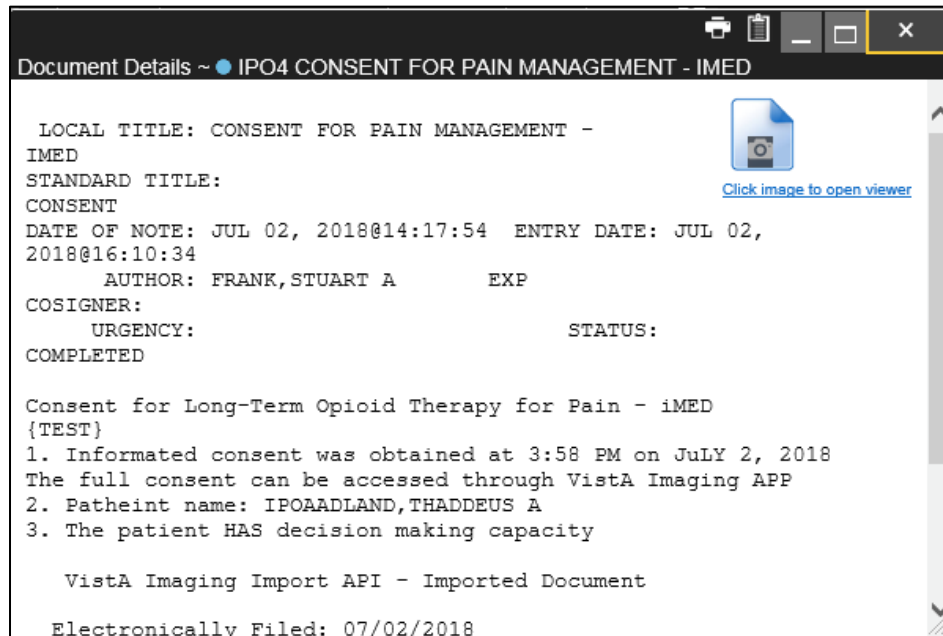 Document Details ~ IPO4 CONSENT FOR PAIN MANAGEMENT - IMED
LOCAL TITLE: CONSENT FOR PAIN MANAGEMENT -
IMED
STANDARD TITLE:
CONSENT
Click image to open viewer
DATE OF NOTE: JUL 02, 2018@14:17:54  ENTRY DATE: JUL 02,
2018@16:10:34
AUTHOR: FRANK,STUART A      EXP
COSIGNER:
URGENCY:                            STATUS:
COMPLETED
Consent for Long-Term Opioid Therapy for Pain - iMED
{TEST}
1. Informated consent was obtained at 3:58 PM on JuLY 2, 2018
The full consent can be accessed through VistA Imaging APP
2. Patheint name: IPOAADLAND,THADDEUS A
3. The patient HAS decision making capacity
VistA Imaging Import API - Imported Document
Electronically Filed: 07/02/2018